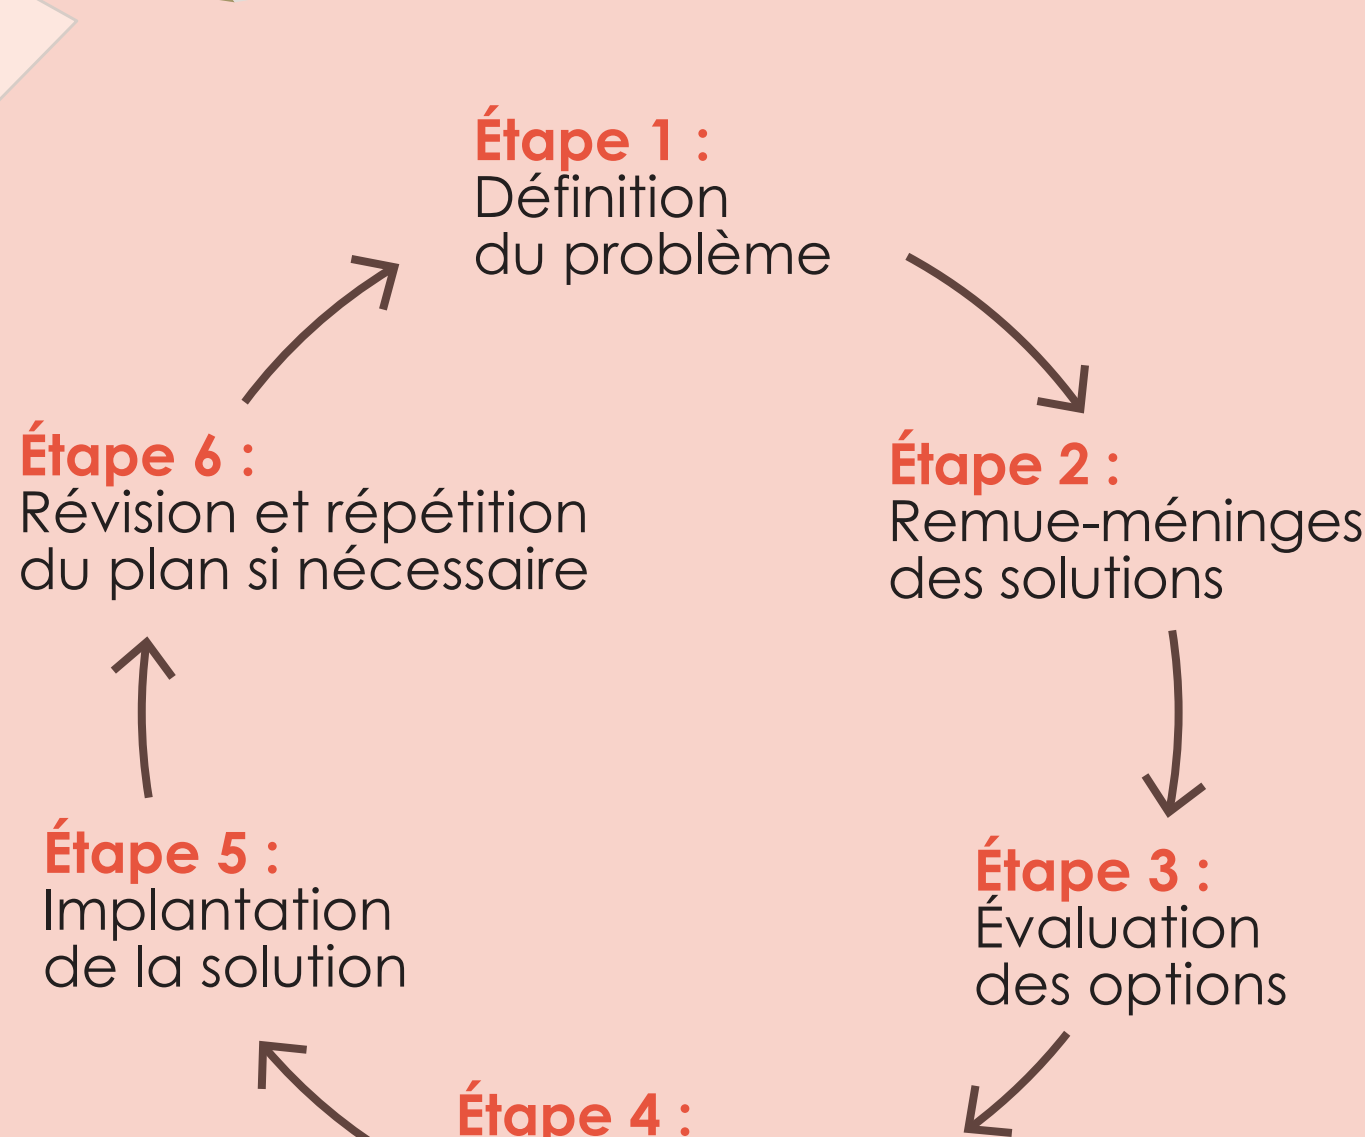 Étape 1 :
Définition
du problème
Étape 2 :
Remue-méninges
des solutions
Étape 3 :
Évaluation
des options
Étape 4 :
Étape 5 :
Implantation
de la solution
Étape 6 :
Révision et répétition
du plan si nécessaire